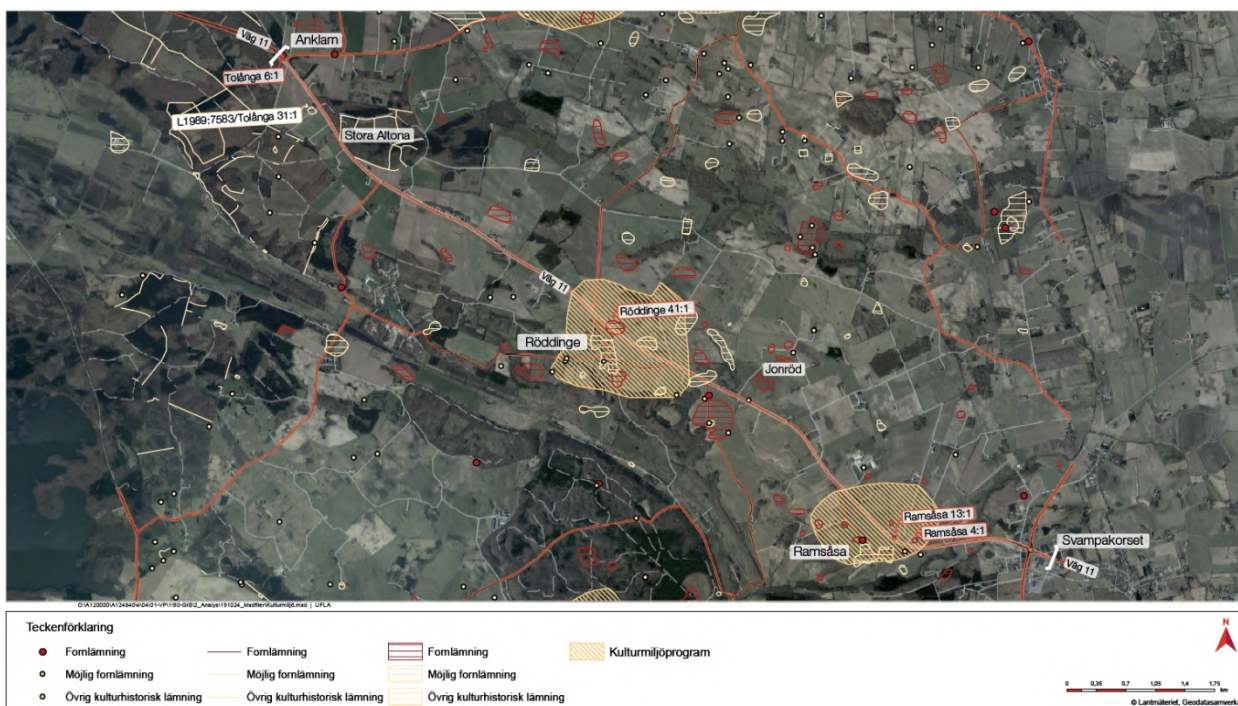 Väg 11
Anklam
Tolånga 6:1
L1989:7583/Tolånga 31:1
Stora Altona
Väg 11
Röddinge 41:1
Röddinge
Jonröd
Ramsåsa 13:1
Ramsåsa 4:1
Ramsåsa
Svampakorset
Väg 11
Teckenförklaring
Fornlämning Fornlämning Fornlämning Kulturmiljöprogram
Möjlig fornlämning Möjlig fornlämning Möjlig fornlämning
Övrig kulturhistorisk lämning Övrig kulturhistorisk lämning Övrig kulturhistorisk lämning
N
0 0,35 0,7 1,05 1,4 1,75
km
© Lantmäteriet, Geodatasamverka